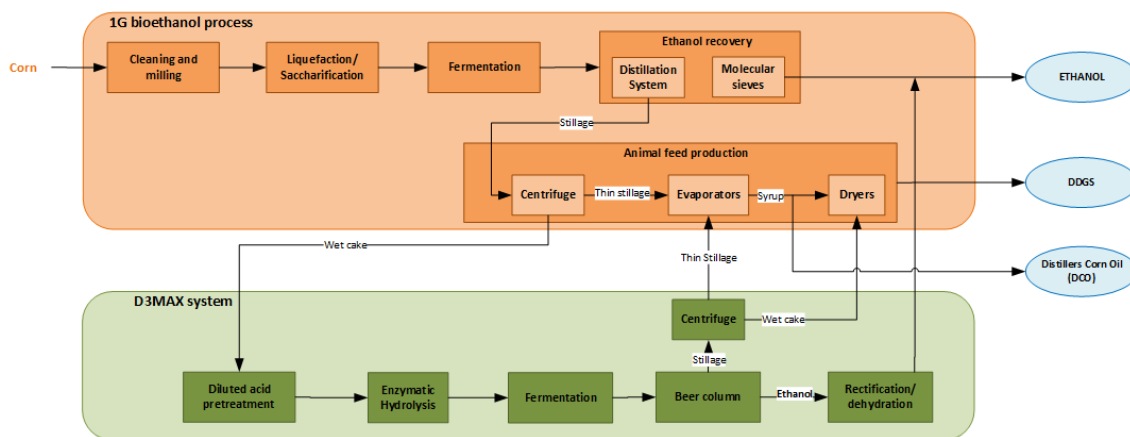 1G bioethanol process
Corn
Cleaning and
milling
Liquefaction/
Saccharification
Fermentation
Ethanol recovery
Distillation
System
Molecular
sieves
ETHANOL
Stillage
Animal feed production
Centrifuge
Thin stillage
Evaporators
Syrup
Dryers
DDGS
Wet cake
Thin Stillage
Distillers Corn Oil
(DCO)
D3MAX system
Centrifuge
Wet cake
Stillage
Diluted acid
pretreatment
Enzymatic
Hydrolysis
Fermentation
Beer column
Ethanol
Rectification/
dehydration